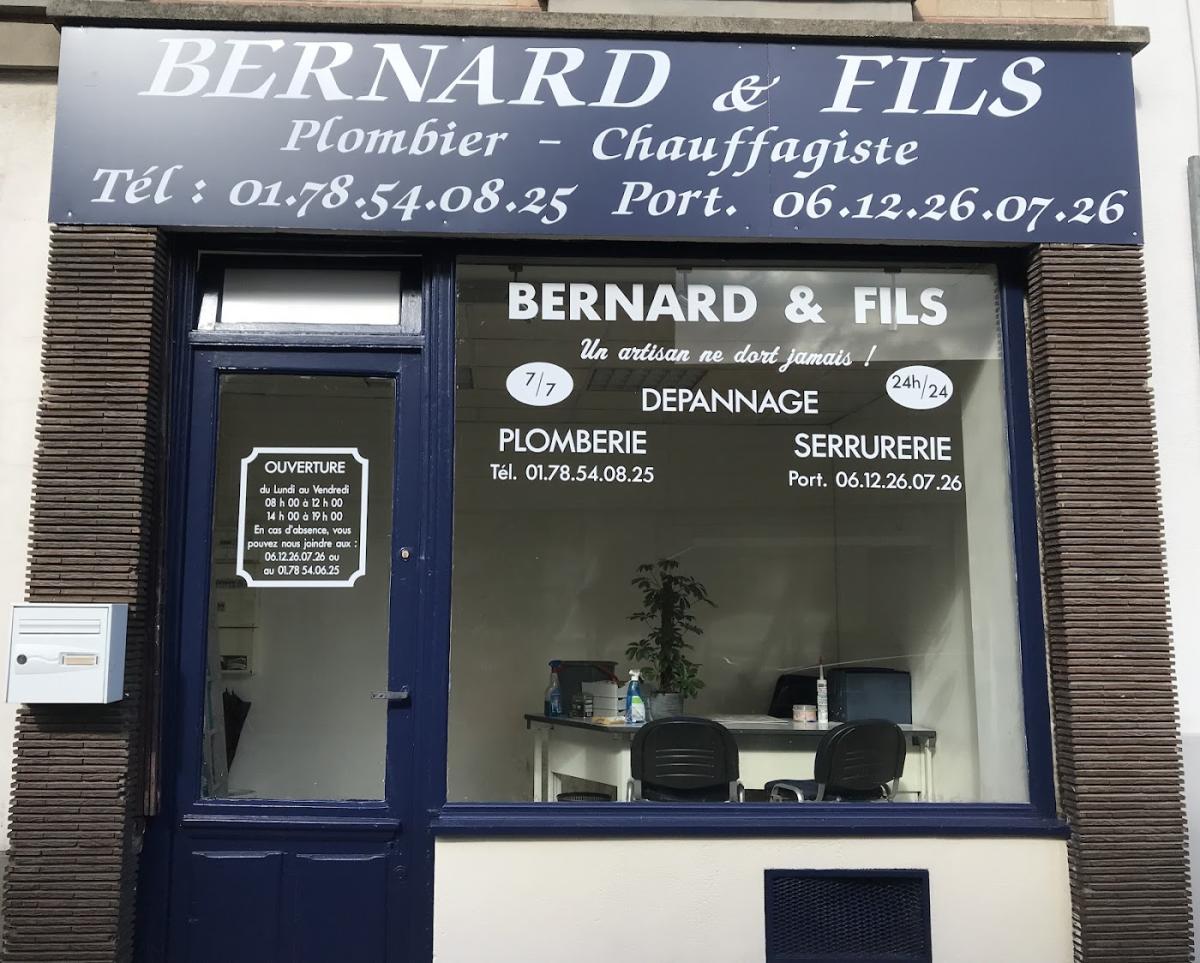 BERNARD & FILS
Plombier - Chauffagiste
Tél : 01.78.54.08.25 Port. 06.12.26.07.26
BERNARD & FILS
Un artisan ne dort jamais !
7/7
24h/24
DEPANNAGE
PLOMBERIE
Tél. 01.78.54.08.25
SERRURERIE
Port. 06.12.26.07.26
OUVERTURE
du Lundi au Vendredi
08 h 00 à 12 h 00
14 h 00 à 19 h 00
En cas d'absence, vous
pouvez nous joindre aux :
06.12.26.07.26 ou
au 01.78 54.06.25